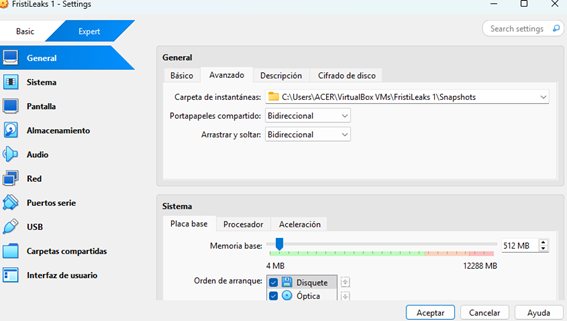 FristiLeaks 1 - Settings
Basic Expert
Search settings
General
Sistema
Pantalla
Almacenamiento
Audio
Red
Puertos serie
USB
Carpetas compartidas
Interfaz de usuario
General
Básico Avanzado Descripción Cifrado de disco
Carpeta de instantáneas: C:\Users\ACER\VirtualBox VMs\FristiLeaks 1\Snapshots
Portapapeles compartido: Bidireccional
Arrastrar y soltar: Bidireccional
Sistema
Placa base Procesador Aceleración
Memoria base: 512 MB
4 MB 12288 MB
Orden de arranque: Disquete
Óptica
Aceptar Cancelar Ayuda